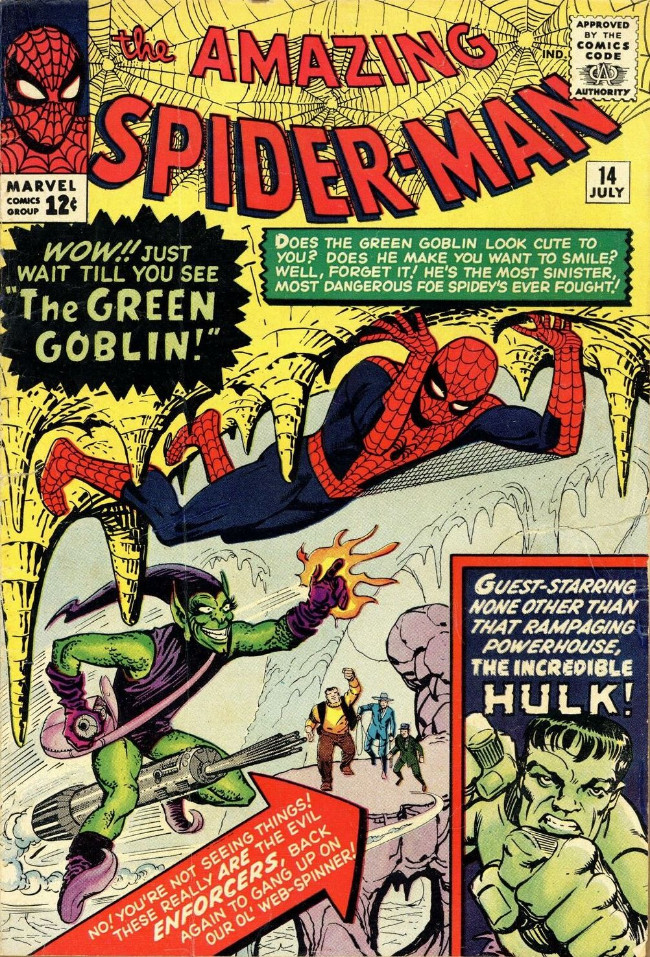 the AMAZING
SPIDER-MAN
IND.
APPROVED
BY THE
COMICS
CODE
CA
AUTHORITY
MARVEL
COMICS
GROUP 12¢
14
JULY
WOW!! JUST
WAIT TILL YOU SEE
"The GREEN
GOBLIN!"
DOES THE GREEN GOBLIN LOOK CUTE TO
YOU? DOES HE MAKE YOU WANT TO SMILE?
WELL, FORGET IT! HE'S THE MOST SINISTER,
MOST DANGEROUS FOE SPIDEY'S EVER FOUGHT!
GUEST-STARRING
NONE OTHER THAN
THAT RAMPAGING
POWERHOUSE,
THE INCREDIBLE
HULK!
NO! YOU'RE NOT SEEING THINGS!
THESE REALLY ARE THE EVIL
ENFORCERS, BACK
AGAIN TO GANG UP ON
OUR OL' WEB-SPINNER!